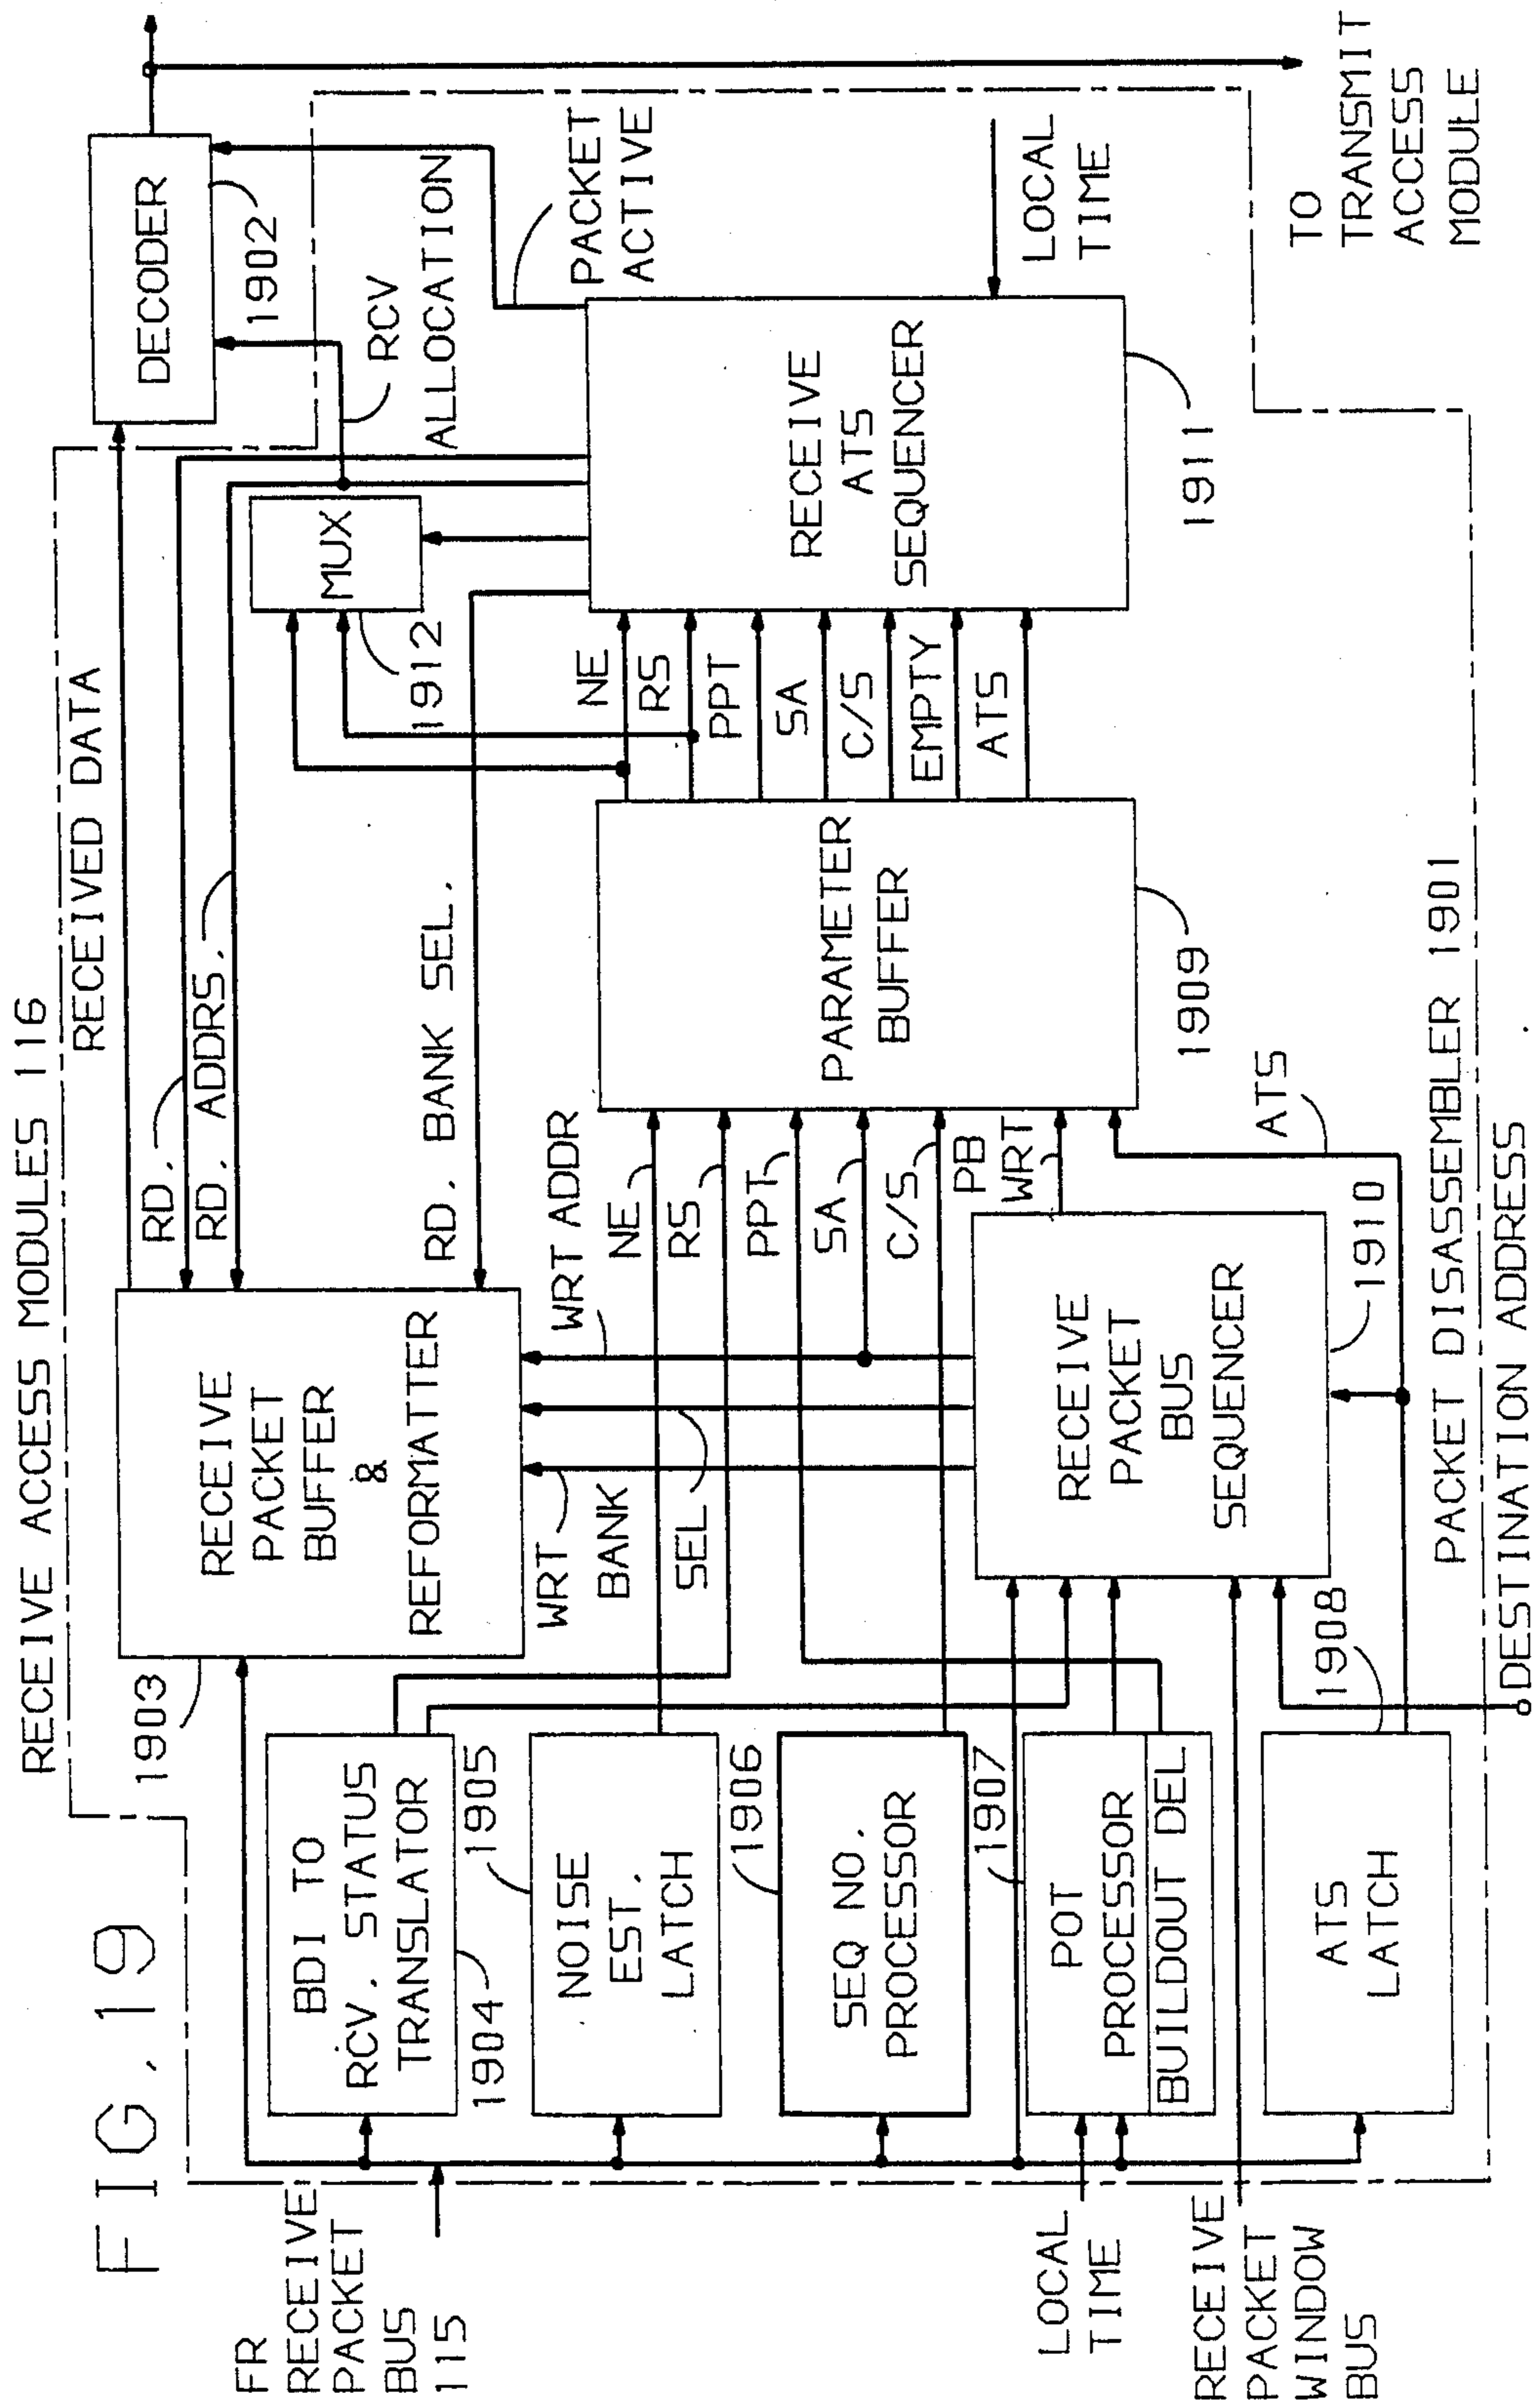 FIG. 19
RECEIVE ACCESS MODULES 116
RECEIVED DATA
DECODER
1902
RD.
RD. ADDRS.
RD. BANK SEL.
MUX
1912
RCV
ALLOCATION
PACKET
ACTIVE
1903
RECEIVE
PACKET
BUFFER
&
REFORMATTER
FR
RECEIVE
PACKET
BUS
115
BDI TO
RCV. STATUS
TRANSLATOR
1904
1905
NOISE
EST.
LATCH
1906
SEQ NO.
PROCESSOR
1907
POT
PROCESSOR
BUILDOUT DEL
1908
ATS
LATCH
LOCAL
TIME
RECEIVE
PACKET
WINDOW
BUS
WRT
BANK
SEL
WRT ADDR
NE
RS
PPT
SA
C/S
PB
WRT
ATS
RECEIVE
PACKET
BUS
SEQUENCER
1910
PARAMETER
BUFFER
1909
NE
RS
PPT
SA
C/S
EMPTY
ATS
RECEIVE
ATS
SEQUENCER
1911
LOCAL
TIME
TO
TRANSMIT
ACCESS
MODULE
PACKET DISASSEMBLER 1901
DESTINATION ADDRESS